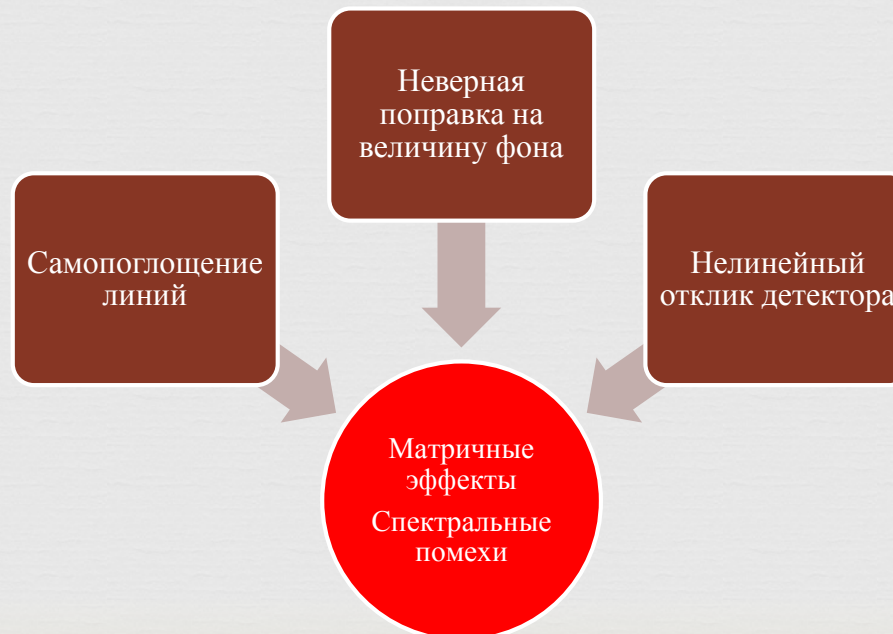 Неверная
поправка на
величину фона
Самопоглощение
линий
Нелинейный
отклик детектора
Матричные
эффекты
Спектральные
помехи